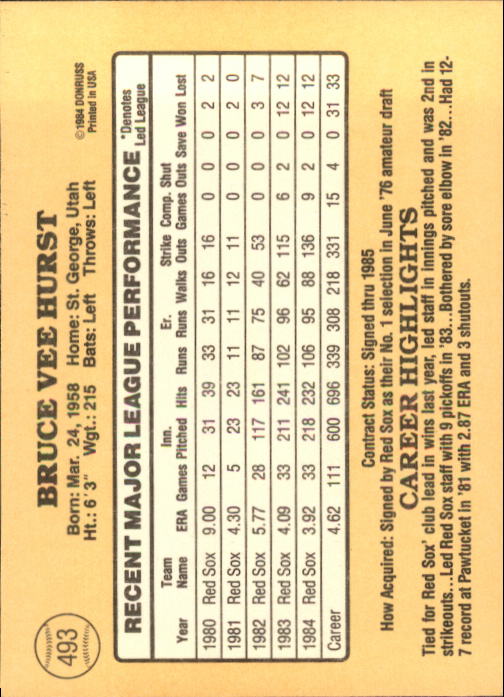 493
BRUCE VEE HURST
Born: Mar. 24, 1958 Home: St. George, Utah
Ht.: 6'3" Wgt.: 215 Bats: Left Throws: Left
©1984 DONRUSS
Printed in USA
RECENT MAJOR LEAGUE PERFORMANCE
*Denotes
Led League
Year Team Name ERA Games Inn. Pitched Hits Runs Er. Runs Walks Strike Outs Comp. Games Shut Outs Save Won Lost
1980 Red Sox 9.00 12 31 39 33 31 16 16 0 0 0 2 2
1981 Red Sox 4.30 5 23 23 11 11 12 11 0 0 0 2 0
1982 Red Sox 5.77 28 117 161 87 75 40 53 0 0 0 3 7
1983 Red Sox 4.09 33 211 241 102 96 62 115 6 2 0 12 12
1984 Red Sox 3.92 33 218 232 106 95 88 136 9 2 0 12 12
Career 4.62 111 600 696 339 308 218 331 15 4 0 31 33
Contract Status: Signed thru 1985
How Acquired: Signed by Red Sox as their No. 1 selection in June '76 amateur draft
CAREER HIGHLIGHTS
Tied for Red Sox' club lead in wins last year, led staff in innings pitched and was 2nd in
strikeouts...Led Red Sox staff with 9 pickoffs in '83...Bothered by sore elbow in '82...Had 12-
7 record at Pawtucket in '81 with 2.87 ERA and 3 shutouts.